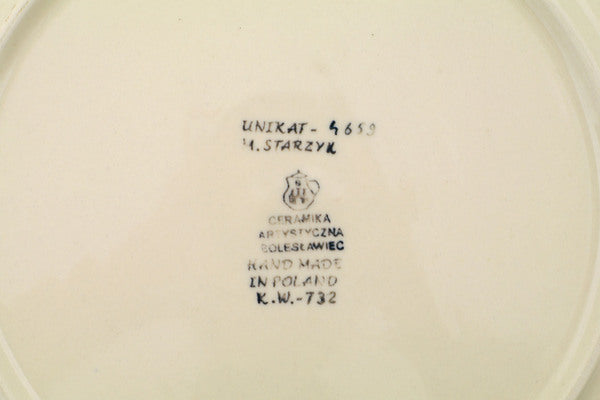 UNIKAT - 4659
M. STARZYK
CERAMIKA
ARTYSTYCZNA
BOLESŁAWIEC
HAND MADE
IN POLAND
K.W.-732